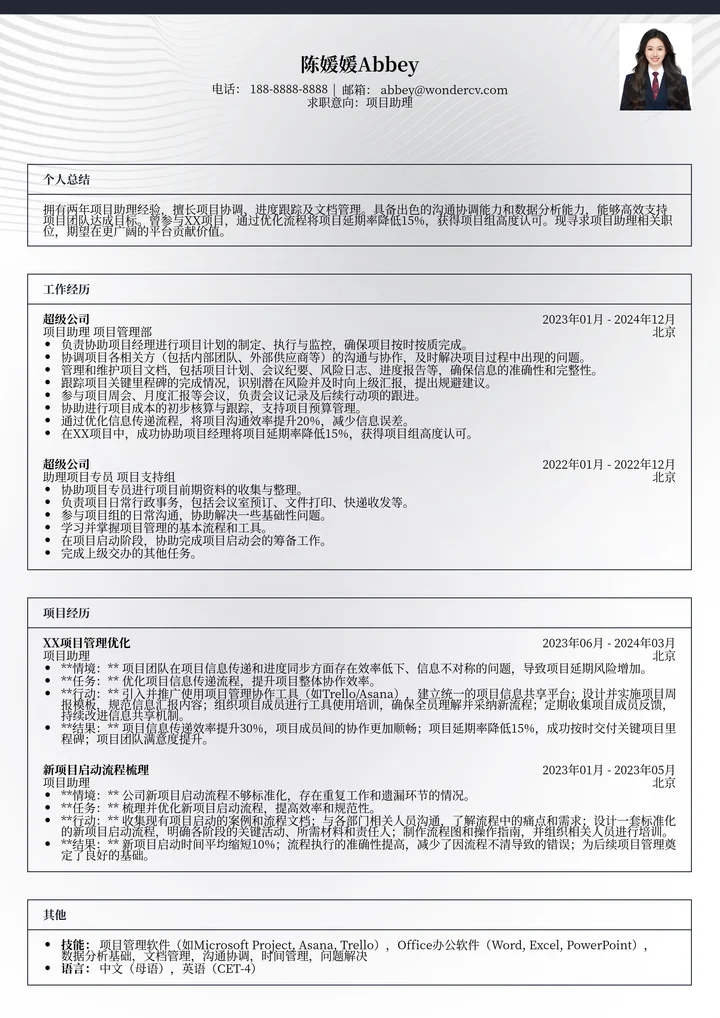 陈媛媛Abbey
电话： 188-8888-8888 | 邮箱： abbey@wondercv.com
求职意向：项目助理
个人总结
拥有两年项目助理经验，擅长项目协调、进度跟踪及文档管理。具备出色的沟通协调能力和数据分析能力，能够高效支持
项目团队达成目标。曾参与XX项目，通过优化流程将项目延期率降低15%，获得项目组高度认可。现寻求项目助理相关职
位，期望在更广阔的平台贡献价值。
工作经历
超级公司 2023年01月 - 2024年12月
项目助理 项目管理部 北京
• 负责协助项目经理进行项目计划的制定、执行与监控，确保项目按时按质完成。
• 协调项目各相关方（包括内部团队、外部供应商等）的沟通与协作，及时解决项目过程中出现的问题。
• 管理和维护项目文档，包括项目计划、会议纪要、风险日志、进度报告等，确保信息的准确性和完整性。
• 跟踪项目关键里程碑的完成情况，识别潜在风险并及时向上级汇报，提出规避建议。
• 参与项目周会、月度汇报等会议，负责会议记录及后续行动项的跟进。
• 协助进行项目成本的初步核算与跟踪，支持项目预算管理。
• 通过优化信息传递流程，将项目沟通效率提升20%，减少信息误差。
• 在XX项目中，成功协助项目经理将项目延期率降低15%，获得项目组高度认可。
超级公司 2022年01月 - 2022年12月
助理项目专员 项目支持组 北京
• 协助项目专员进行项目前期资料的收集与整理。
• 负责项目日常行政事务，包括会议室预订、文件打印、快递收发等。
• 参与项目组的日常沟通，协助解决一些基础性问题。
• 学习并掌握项目管理的基本流程和工具。
• 在项目启动阶段，协助完成项目启动会的筹备工作。
• 完成上级交办的其他任务。
项目经历
XX项目管理优化 2023年06月 - 2024年03月
项目助理 北京
• **情境：** 项目团队在项目信息传递和进度同步方面存在效率低下、信息不对称的问题，导致项目延期风险增加。
• **任务：** 优化项目信息传递流程，提升项目整体协作效率。
• **行动：** 引入并推广使用项目管理协作工具（如Trello/Asana），建立统一的项目信息共享平台；设计并实施项目周
报模板，规范信息汇报内容；组织项目成员进行工具使用培训，确保全员理解并采纳新流程；定期收集项目成员反馈，
持续改进信息共享机制。
• **结果：** 项目信息传递效率提升30%，项目成员间的协作更加顺畅；项目延期率降低15%，成功按时交付关键项目里
程碑；项目团队满意度提升。
新项目启动流程梳理 2023年01月 - 2023年05月
项目助理 北京
• **情境：** 公司新项目启动流程不够标准化，存在重复工作和遗漏环节的情况。
• **任务：** 梳理并优化新项目启动流程，提高效率和规范性。
• **行动：** 收集现有项目启动的案例和流程文档；与各部门相关人员沟通，了解流程中的痛点和需求；设计一套标准化
的新项目启动流程，明确各阶段的关键活动、所需材料和责任人；制作流程图和操作指南，并组织相关人员进行培训。
• **结果：** 新项目启动时间平均缩短10%；流程执行的准确性提高，减少了因流程不清导致的错误；为后续项目管理奠
定了良好的基础。
其他
• 技能： 项目管理软件（如Microsoft Project, Asana, Trello）, Office办公软件（Word, Excel, PowerPoint）,
数据分析基础，文档管理，沟通协调，时间管理，问题解决
• 语言： 中文（母语）, 英语（CET-4）